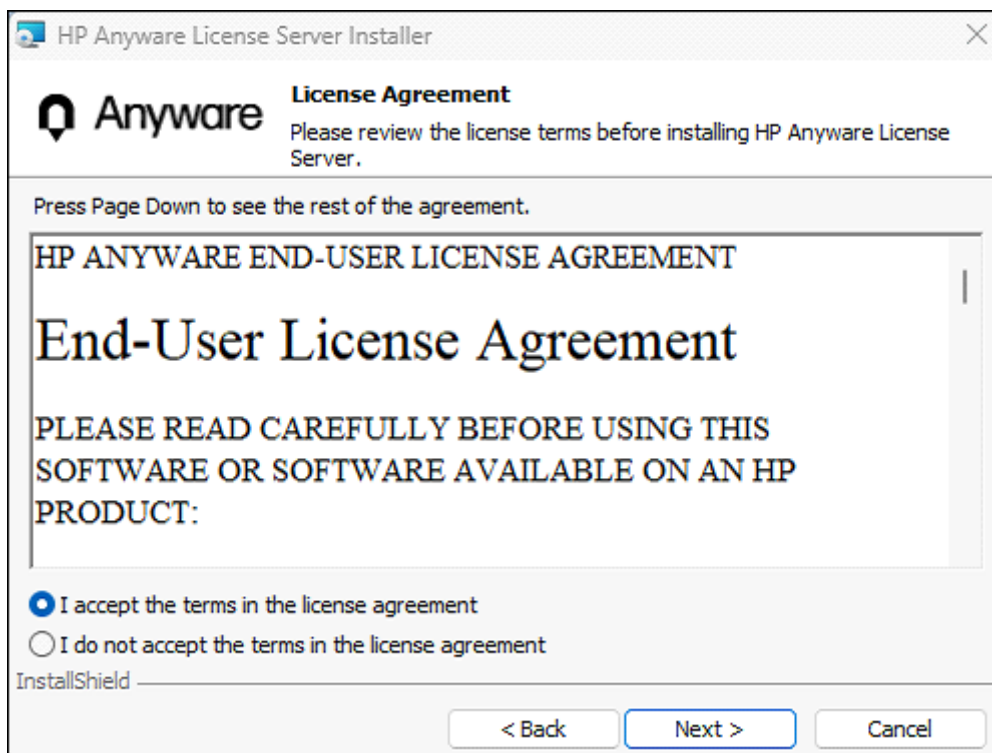 HP Anyware License Server Installer
Anyware
License Agreement
Please review the license terms before installing HP Anyware License
Server.
Press Page Down to see the rest of the agreement.
HP ANYWARE END-USER LICENSE AGREEMENT
End-User License Agreement
PLEASE READ CAREFULLY BEFORE USING THIS
SOFTWARE OR SOFTWARE AVAILABLE ON AN HP
PRODUCT:
I accept the terms in the license agreement
I do not accept the terms in the license agreement
InstallShield
< Back
Next >
Cancel